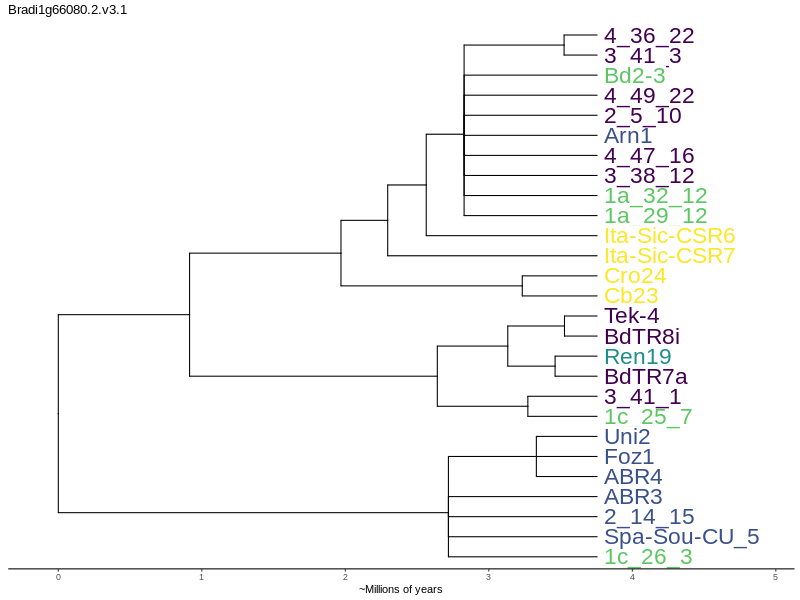 Bradi1g66080.2.v3.1
4_36_22
3_41_3
Bd2-3
4_49_22
2_5_10
Arn1
4_47_16
3_38_12
1a_32_12
1a_29_12
Ita-Sic-CSR6
Ita-Sic-CSR7
Cro24
Cb23
Tek-4
BdTR8i
Ren19
BdTR7a
3_41_1
1c_25_7
Uni2
Foz1
ABR4
ABR3
2_14_15
Spa-Sou-CU_5
1c_26_3
0 1 2 3 4 5
~Millions of years